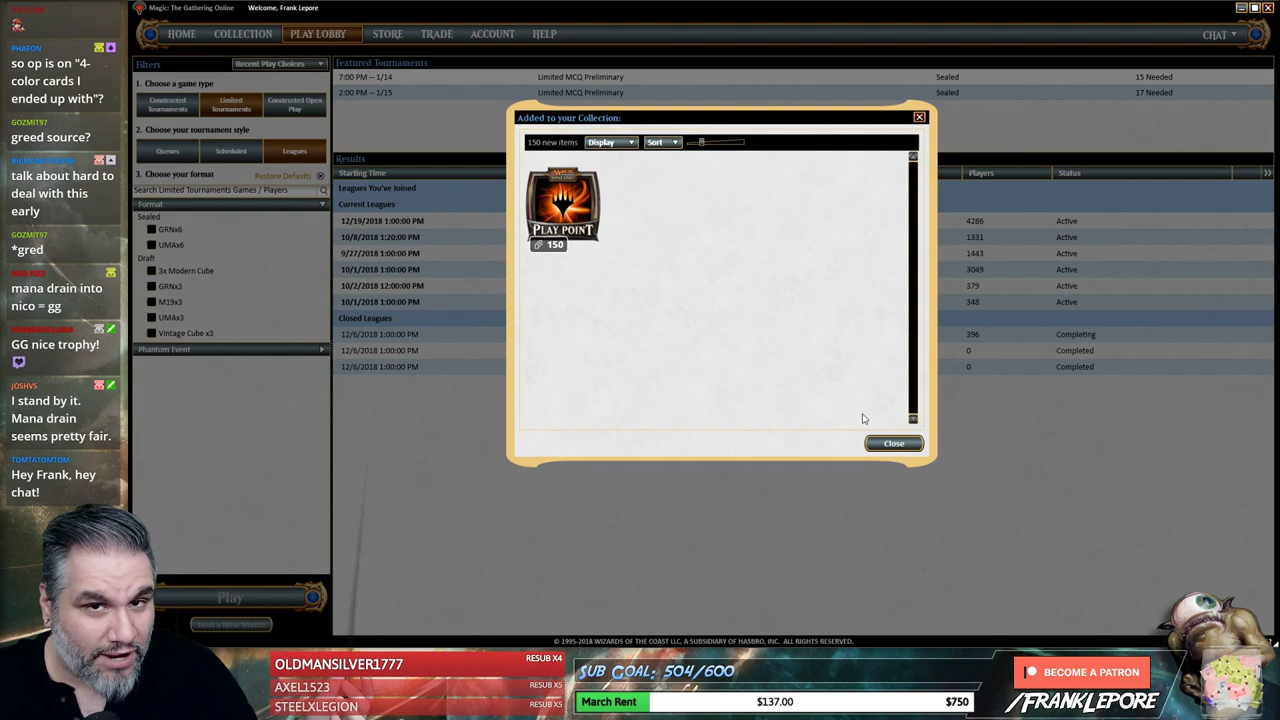 Magic: The Gathering Online
Welcome, Frank Lepore
HOME
COLLECTION
PLAY LOBBY
STORE
TRADE
ACCOUNT
HELP
CHAT
PHAEON
so op is on "4-
color cards I
ended up with"?
GOZMIT97
greed source?
talk about hard to
deal with this
early
GOZMIT97
*gred
mana drain into
nico = gg
GG nice trophy!
JOSHVS
I stand by it.
Mana drain
seems pretty fair.
TOMTATOMTOM
Hey Frank, hey
chat!
Filters
Recent Play Choices
1. Choose a game type
Constructed
Tournaments
Limited
Tournaments
Constructed Open
Play
2. Choose your tournament style
Queues
Scheduled
Leagues
3. Choose your format
Restore Defaults
Search Limited Tournaments Games / Players
Format
Sealed
GRNx6
UMAx6
Draft
3x Modern Cube
GRNx3
M19x3
UMAx3
Vintage Cube x3
Phantom Event
Play
Host a New Match
Featured Tournaments
7:00 PM -- 1/14
Limited MCQ Preliminary
Sealed
15 Needed
2:00 PM -- 1/15
Limited MCQ Preliminary
Sealed
17 Needed
Results
Starting Time
Players
Status
Leagues You've Joined
Current Leagues
12/19/2018 1:00:00 PM
4286
Active
10/8/2018 1:20:00 PM
1331
Active
9/27/2018 1:00:00 PM
1443
Active
10/1/2018 1:00:00 PM
3049
Active
10/2/2018 12:00:00 PM
379
Active
10/1/2018 1:00:00 PM
348
Active
Closed Leagues
12/6/2018 1:00:00 PM
396
Completing
12/6/2018 1:00:00 PM
0
Completed
12/6/2018 1:00:00 PM
0
Completed
Added to your Collection:
150 new items
Display
Sort
PLAY POINT
150
Close
© 1995-2018 WIZARDS OF THE COAST LLC, A SUBSIDIARY OF HASBRO, INC. ALL RIGHTS RESERVED.
OLDMANSILVER1777
RESUB X4
AXEL1523
RESUB X5
STEELXLEGION
RESUB X5
SUB GOAL: 504/600
March Rent
$137.00
$750
BECOME A PATRON
/FRANKLEPORE